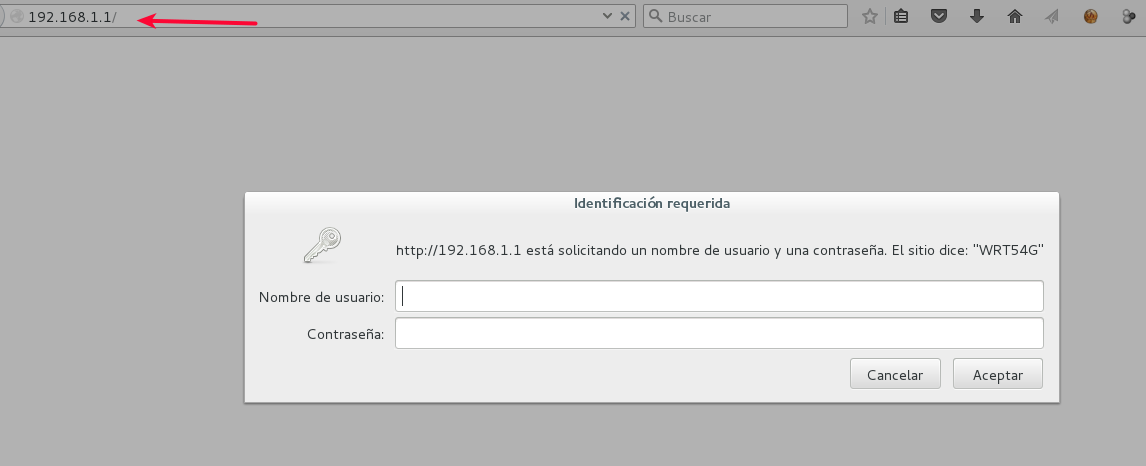 192.168.1.1/
Buscar
Identificación requerida
http://192.168.1.1 está solicitando un nombre de usuario y una contraseña. El sitio dice: "WRT54G"
Nombre de usuario:
Contraseña:
Cancelar
Aceptar